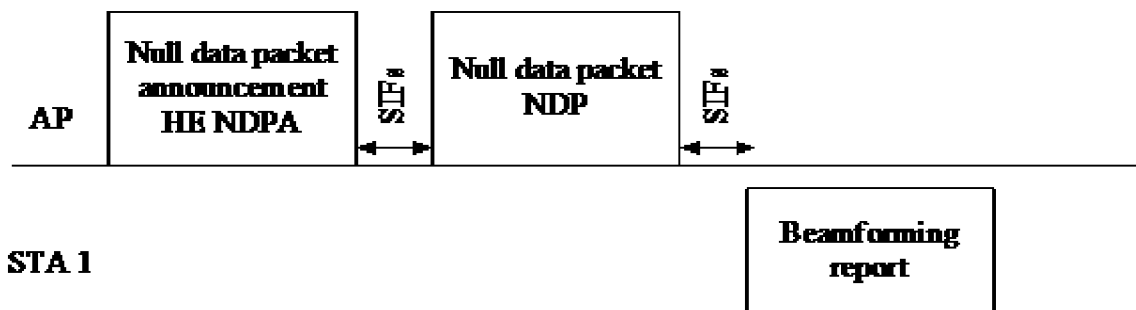 Null data packet
announcement
HE NDPA
SIFs
Null data packet
NDP
SIFs
AP
Beamforming
report
STA 1